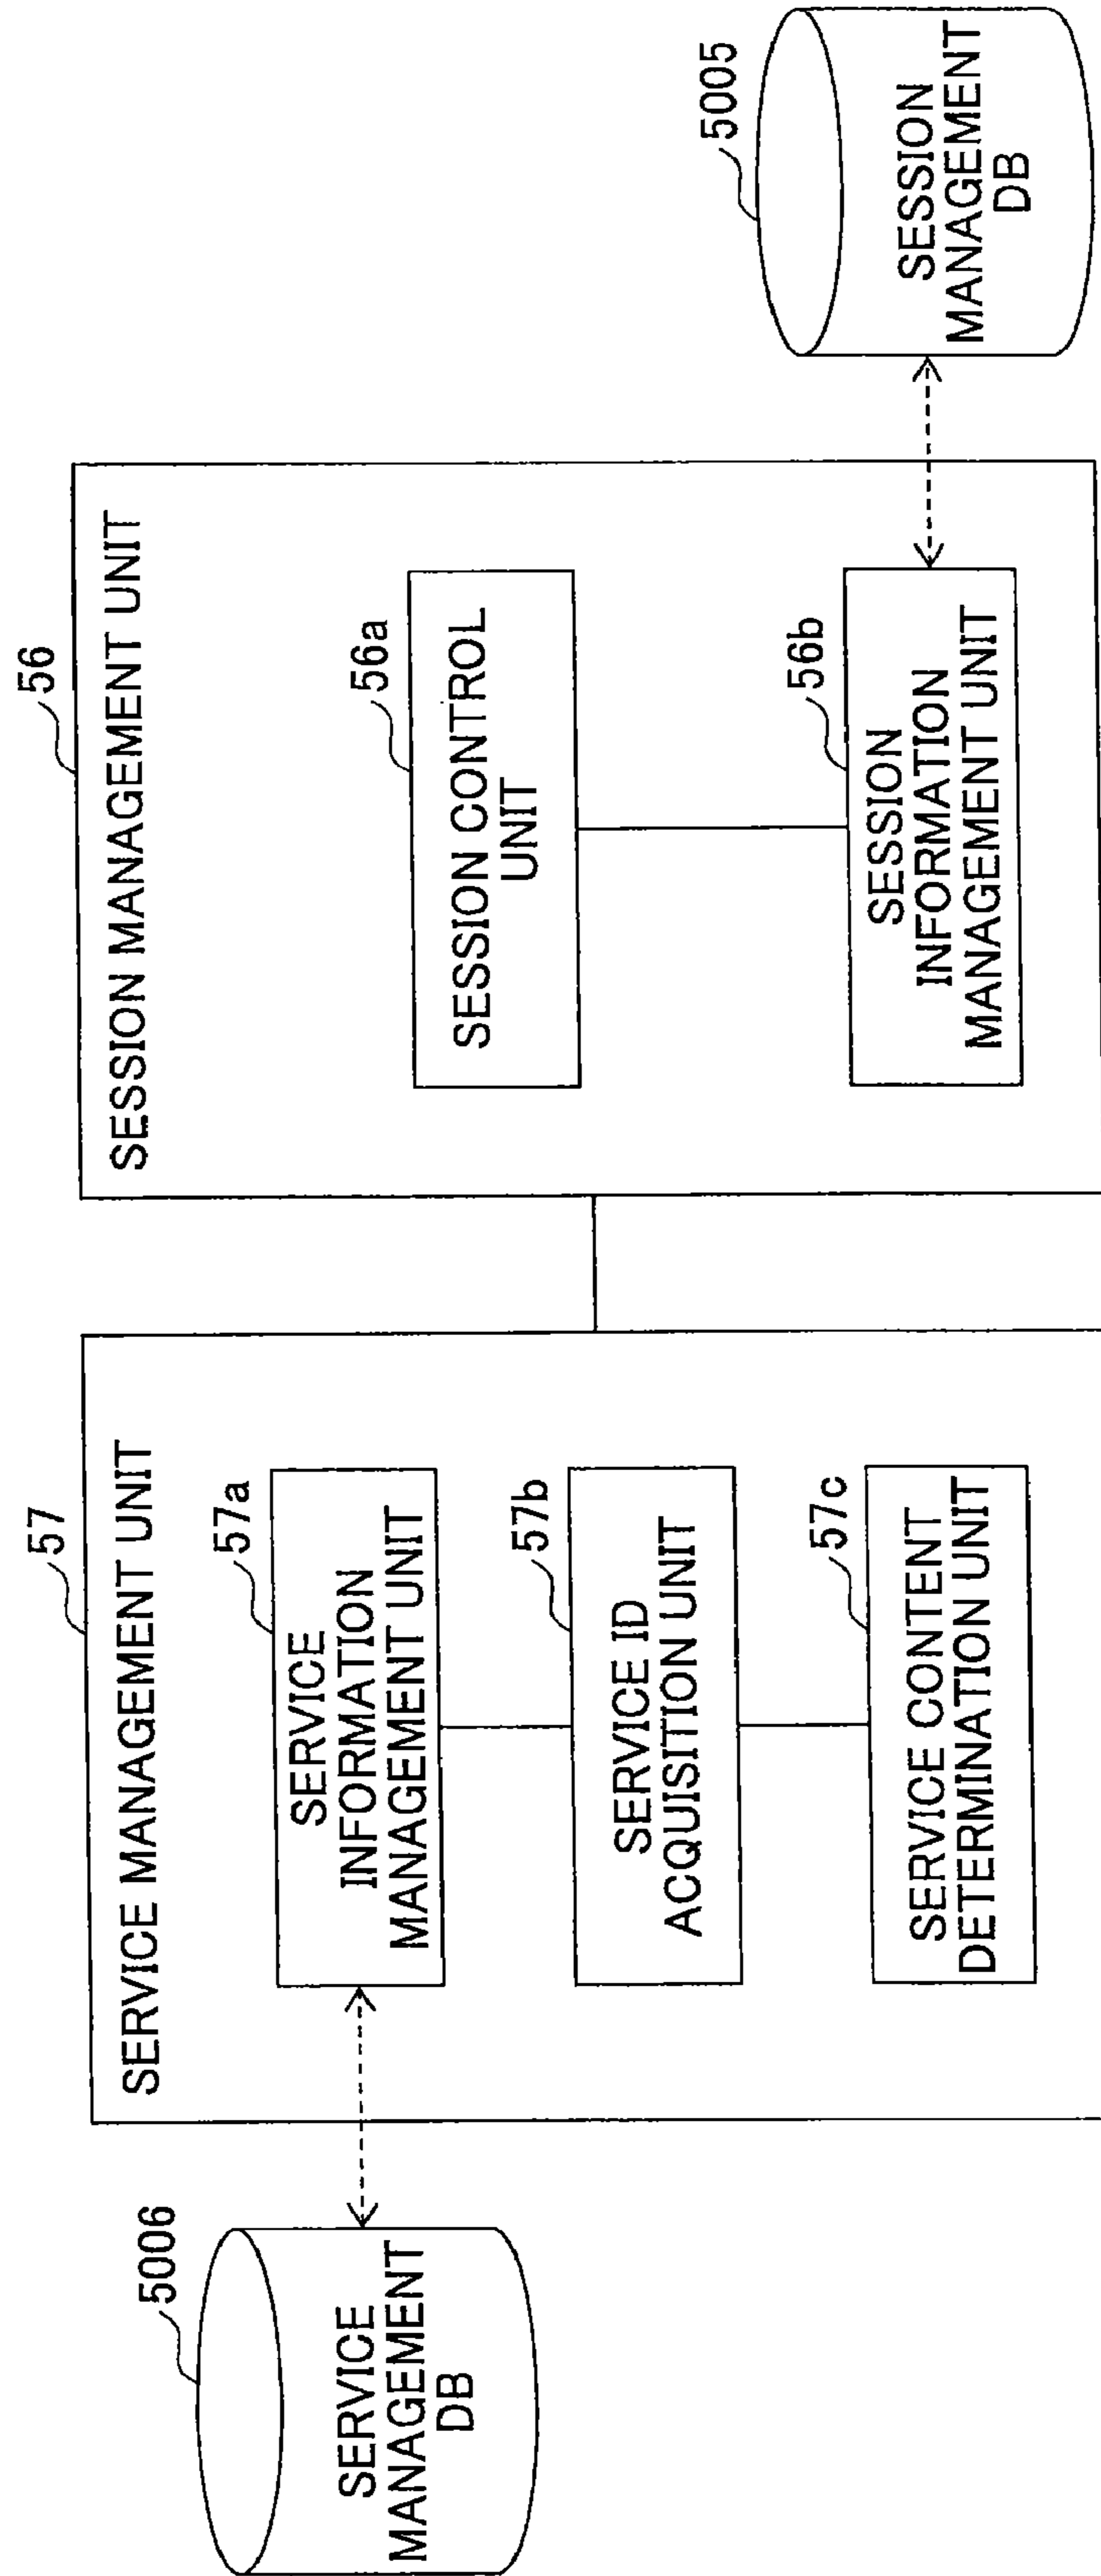 5006
SERVICE
MANAGEMENT
DB
57
SERVICE MANAGEMENT UNIT
57a
SERVICE
INFORMATION
MANAGEMENT UNIT
57b
SERVICE ID
ACQUISITION UNIT
57c
SERVICE CONTENT
DETERMINATION UNIT
56
SESSION MANAGEMENT UNIT
56a
SESSION CONTROL
UNIT
56b
SESSION
INFORMATION
MANAGEMENT UNIT
5005
SESSION
MANAGEMENT
DB